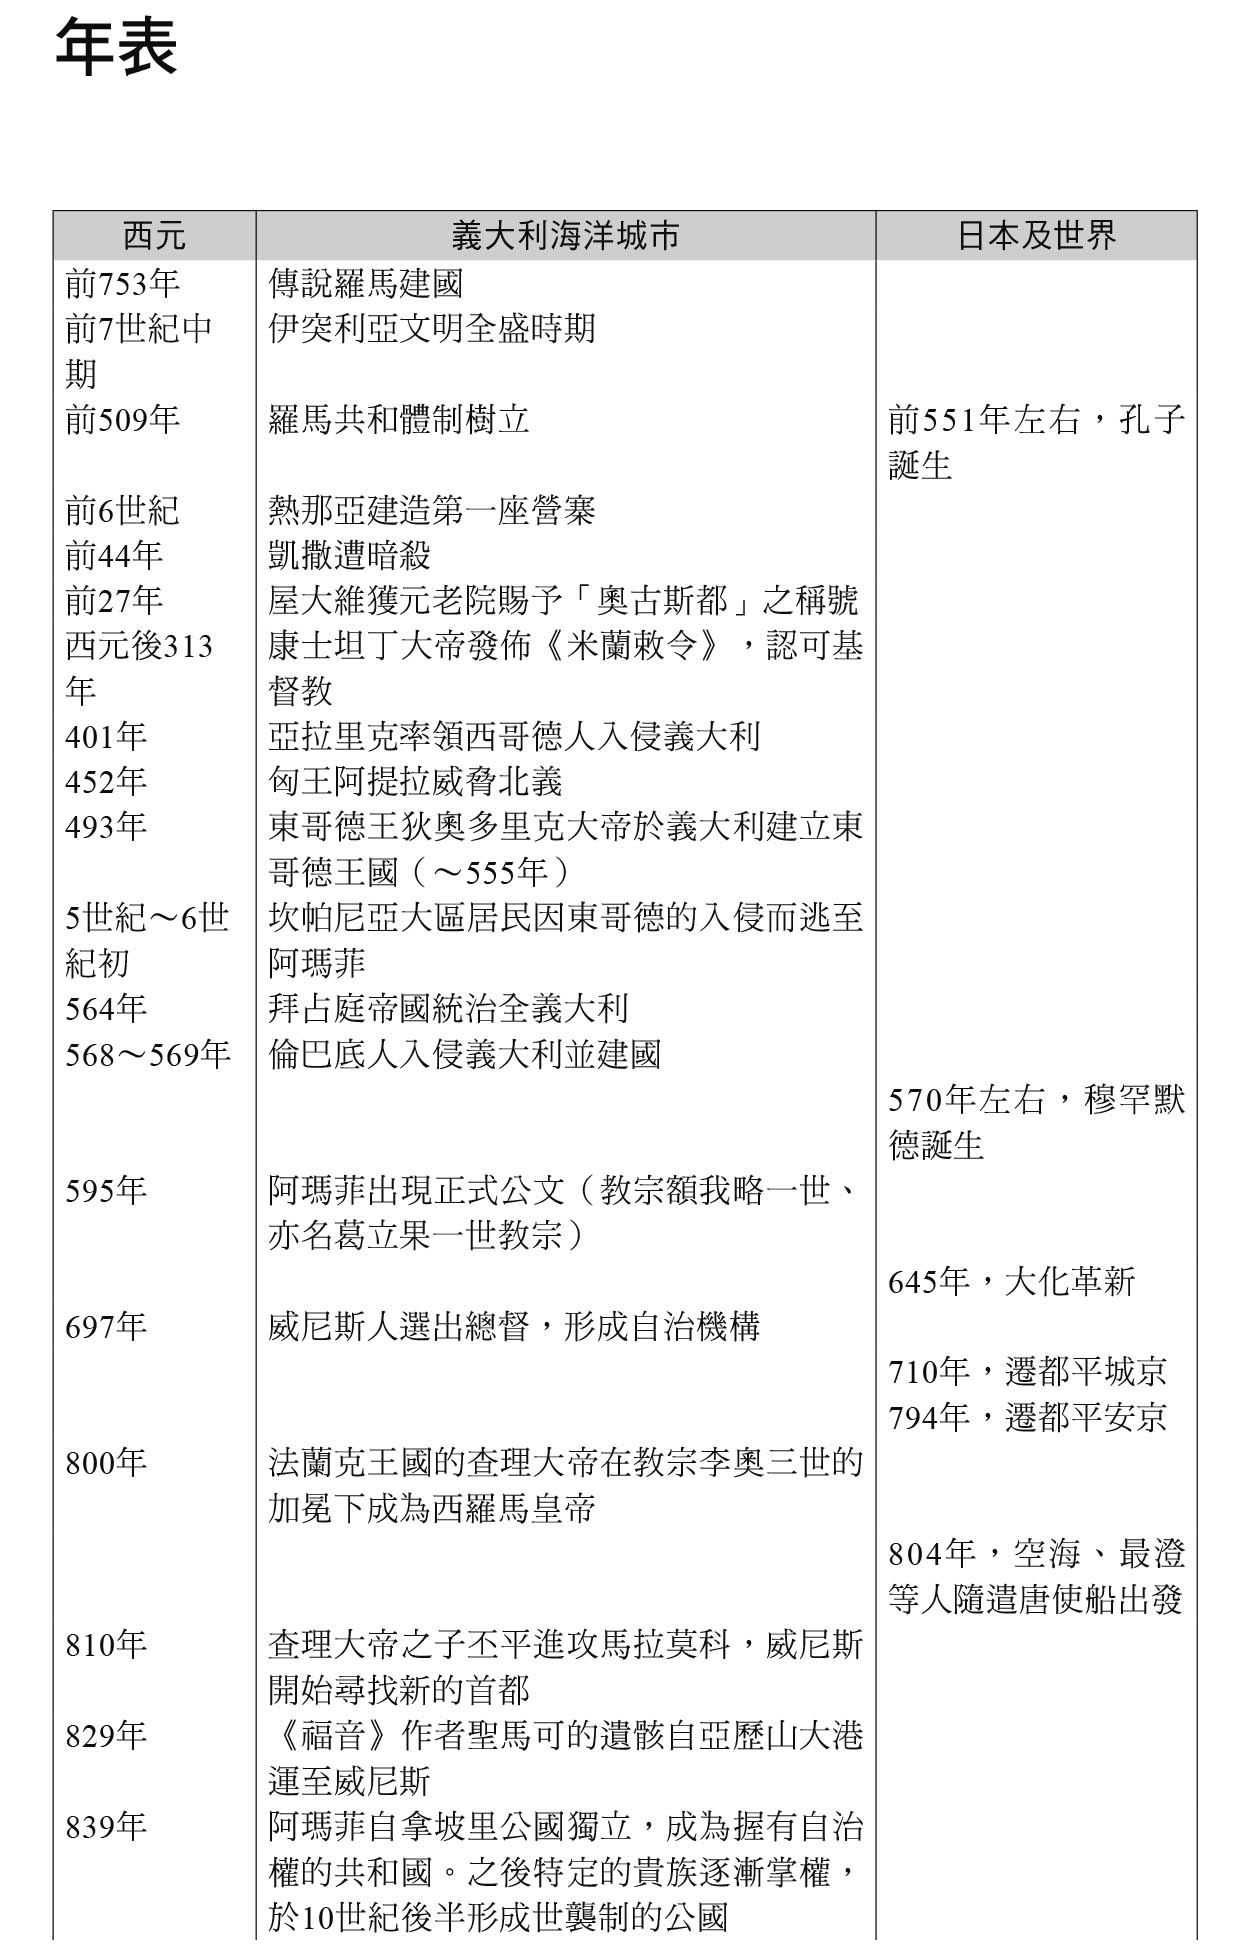 年表
西元 義大利海洋城市 日本及世界
前753年 傳說羅馬建國
前7世紀中 伊突利亞文明全盛時期
期
前509年 羅馬共和體制樹立 前551年左右，孔子
誕生
前6世紀 熱那亞建造第一座營寨
前44年 凱撒遭暗殺
前27年 屋大維獲元老院賜予「奧古斯都」之稱號
西元後313 康士坦丁大帝發佈《米蘭敕令》，認可基
年 督教
401年 亞拉里克率領西哥德人入侵義大利
452年 匈王阿提拉威脅北義
493年 東哥德王狄奧多里克大帝於義大利建立東
哥德王國（～555年）
5世紀～6世 坎帕尼亞大區居民因東哥德的入侵而逃至
紀初 阿瑪菲
564年 拜占庭帝國統治全義大利
568～569年 倫巴底人入侵義大利並建國
570年左右，穆罕默
德誕生
595年 阿瑪菲出現正式公文（教宗額我略一世、
亦名葛立果一世教宗）
645年，大化革新
697年 威尼斯人選出總督，形成自治機構
710年，遷都平城京
794年，遷都平安京
800年 法蘭克王國的查理大帝在教宗李奧三世的
加冕下成為西羅馬皇帝
804年，空海、最澄
等人隨遣唐使船出發
810年 查理大帝之子丕平進攻馬拉莫科，威尼斯
開始尋找新的首都
829年 《福音》作者聖馬可的遺骸自亞歷山大港
運至威尼斯
839年 阿瑪菲自拿坡里公國獨立，成為握有自治
權的共和國。之後特定的貴族逐漸掌權，
於10世紀後半形成世襲制的公國